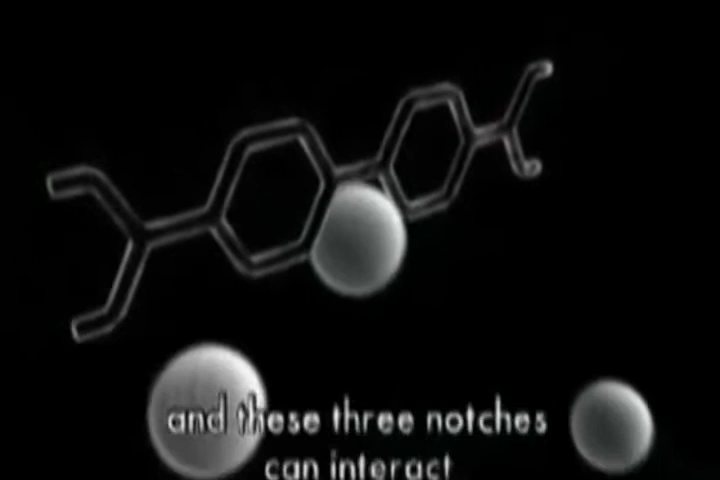 and these three notches
can interact